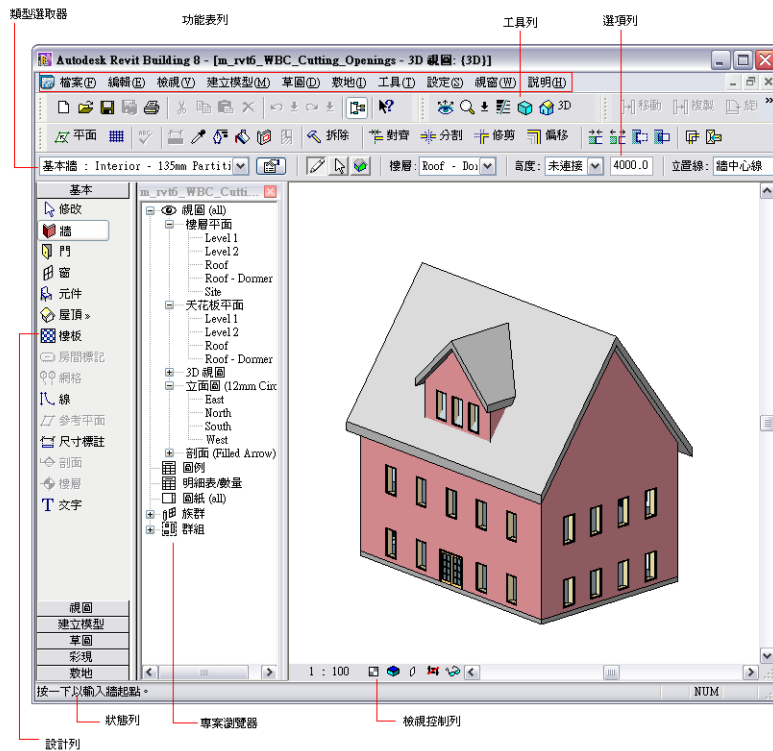 類型選取器
功能表列
工具列
選項列
Autodesk Revit Building 8 - [m_rvt6_WBC_Cutting_Openings - 3D 視圖: {3D}]
檔案(F) 編輯(E) 檢視(V) 建立模型(M) 草圖(D) 敷地(I) 工具(T) 設定(S) 視窗(W) 說明(H)
3D 移動 複製 旋
平面 拆除 對齊 分割 修剪 偏移
基本牆 : Interior - 135mm Partiti 樓層: Roof - Do 高度: 未連接 4000.0 立置線: 牆中心線
基本
修改
牆
門
窗
元件
屋頂 »
樓板
房間標記
網格
線
參考平面
尺寸標註
剖面
樓層
文字
視圖
建立模型
草圖
彩現
敷地
m_rvt6_WBC_Cutti...
視圖 (all)
樓層平面
Level 1
Level 2
Roof
Roof - Dormer
Site
天花板平面
Level 1
Level 2
Roof
Roof - Dormer
3D 視圖
立面圖 (12mm Circ
East
North
South
West
剖面 (Filled Arrow)
圖例
明細表/數量
圖紙 (all)
族群
群組
1 : 100
按一下以輸入牆起點。
NUM
狀態列
專案瀏覽器
檢視控制列
設計列